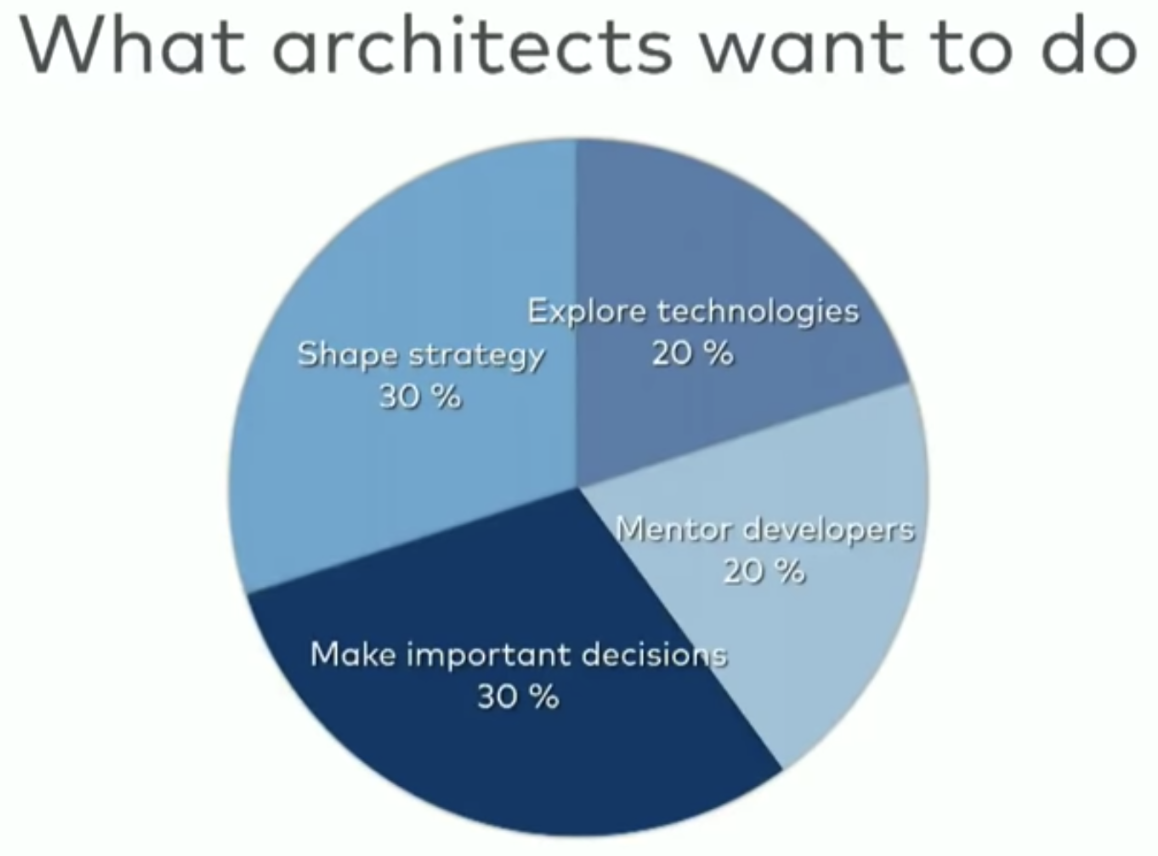 What architects want to do
Explore technologies
20 %
Shape strategy
30 %
Mentor developers
20 %
Make important decisions
30 %